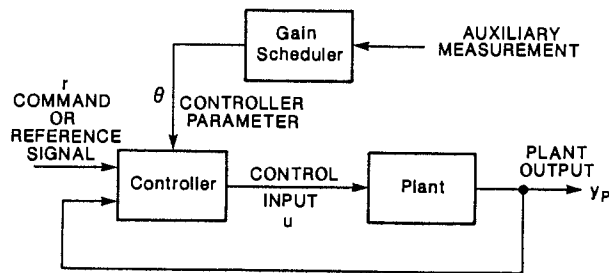 Gain
Scheduler
AUXILIARY
MEASUREMENT
θ
CONTROLLER
PARAMETER
r
COMMAND
OR
REFERENCE
SIGNAL
Controller
CONTROL
INPUT
u
Plant
PLANT
OUTPUT
yP